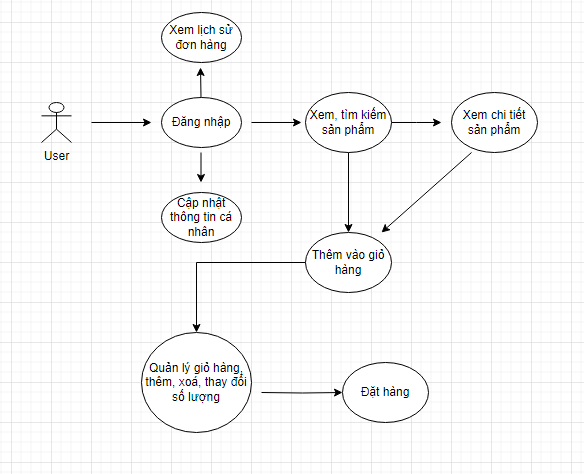 Xem lịch sử
đơn hàng
User
Đăng nhập
Xem, tìm kiếm
sản phẩm
Xem chi tiết
sản phẩm
Cập nhật
thông tin cá
nhân
Thêm vào giỏ
hàng
Quản lý giỏ hàng,
thêm, xoá, thay đổi
số lượng
Đặt hàng